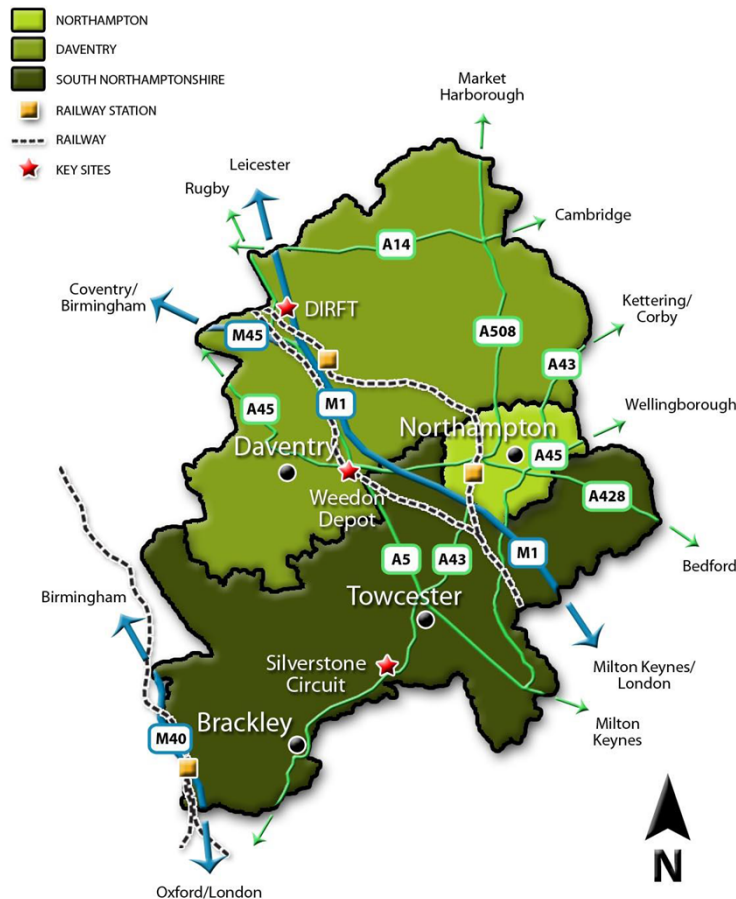 NORTHAMPTON
DAVENTRY
SOUTH NORTHAMPTONSHIRE
RAILWAY STATION
RAILWAY
KEY SITES
Market
Harborough
Leicester
Rugby
Cambridge
A14
Coventry/
Birmingham
DIRFT
Kettering/
Corby
M45
A508
A43
M1
A45
Wellingborough
Northampton
Daventry
A45
Weedon
Depot
A428
A5
A43
M1
Bedford
Birmingham
Towcester
Silverstone
Circuit
Milton Keynes/
London
Brackley
Milton
Keynes
M40
N
Oxford/London